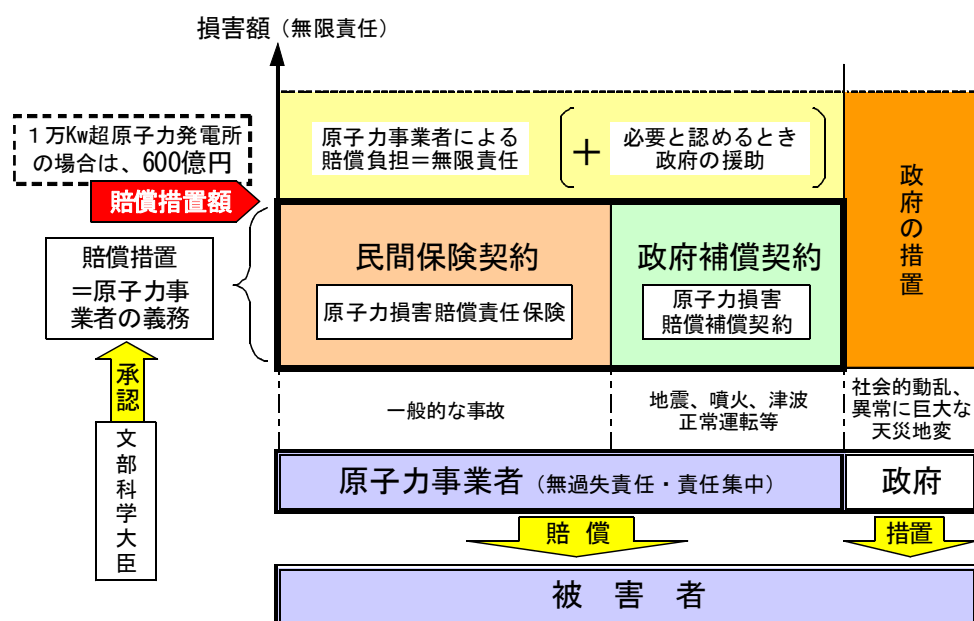 損害額（無限責任）
１万Kw超原子力発電所
の場合は、600億円
賠償措置額
賠償措置
＝原子力事
業者の義務
承認
文部科学大臣
原子力事業者による
賠償負担＝無限責任
＋
必要と認めるとき
政府の援助
民間保険契約
原子力損害賠償責任保険
政府補償契約
原子力損害
賠償補償契約
政府の措置
一般的な事故
地震、噴火、津波
正常運転等
社会的動乱、
異常に巨大な
天災地変
原子力事業者（無過失責任・責任集中）
政府
賠 償
措置
被 害 者